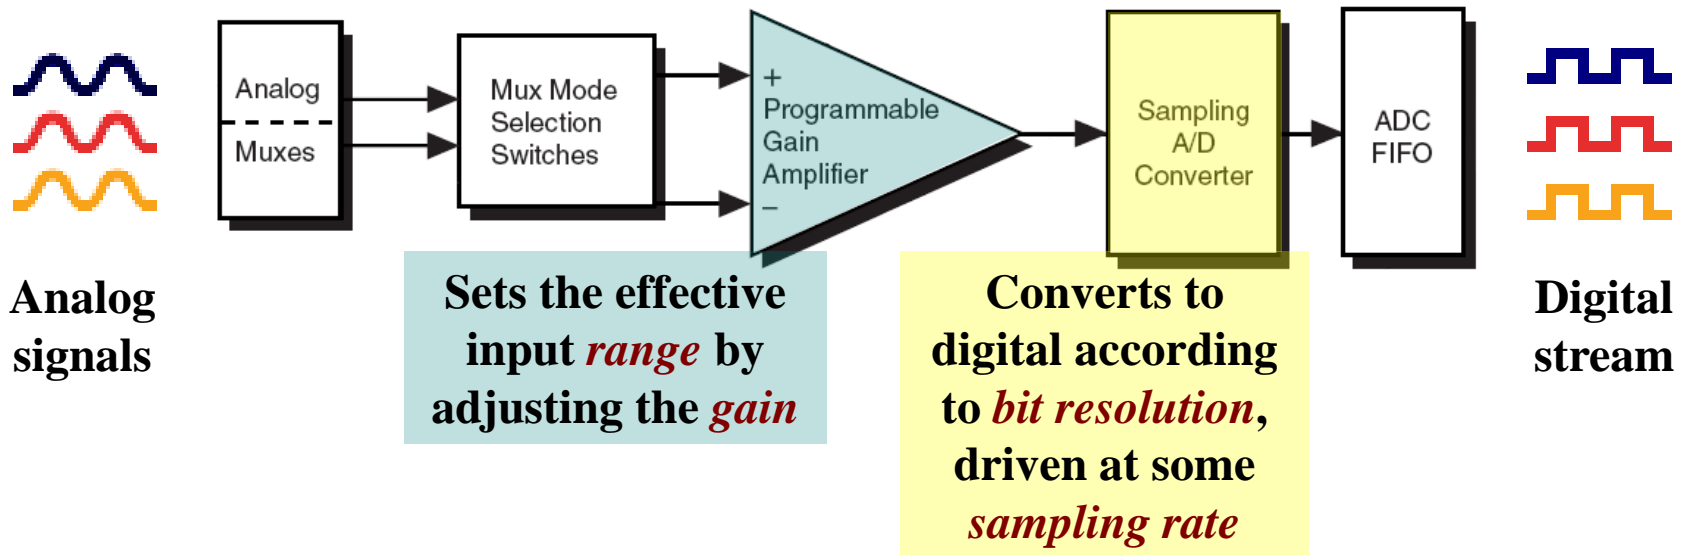 Analog
Muxes
Mux Mode
Selection
Switches
+
Programmable
Gain
Amplifier
−
Sampling
A/D
Converter
ADC
FIFO
Analog
signals
Sets the effective
input range by
adjusting the gain
Converts to
digital according
to bit resolution,
driven at some
sampling rate
Digital
stream